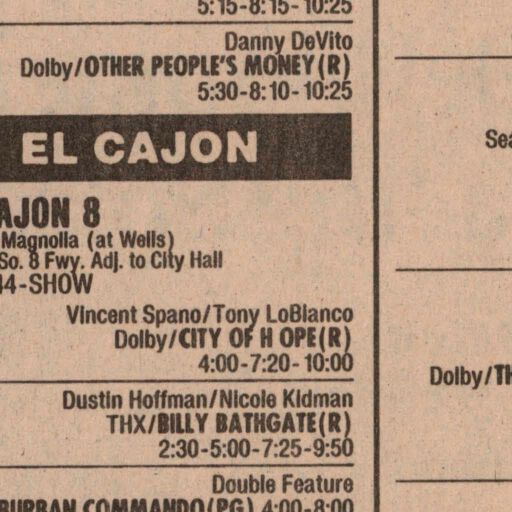 5:15-8:15-10:25
Danny DeVito
Dolby/OTHER PEOPLE'S MONEY(R)
5:30-8:10-10:25
EL CAJON
AJON 8
Magnolia (at Wells)
So. 8 Fwy. Adj. to City Hall
44-SHOW
Vincent Spano/Tony LoBianco
Dolby/CITY OF H OPE(R)
4:00-7:20-10:00
Dustin Hoffman/Nicole Kidman
THX/BILLY BATHGATE(R)
2:30-5:00-7:25-9:50
Double Feature
BURBAN COMMANDO(PG) 4:00-8:00
Sea
Dolby/TH